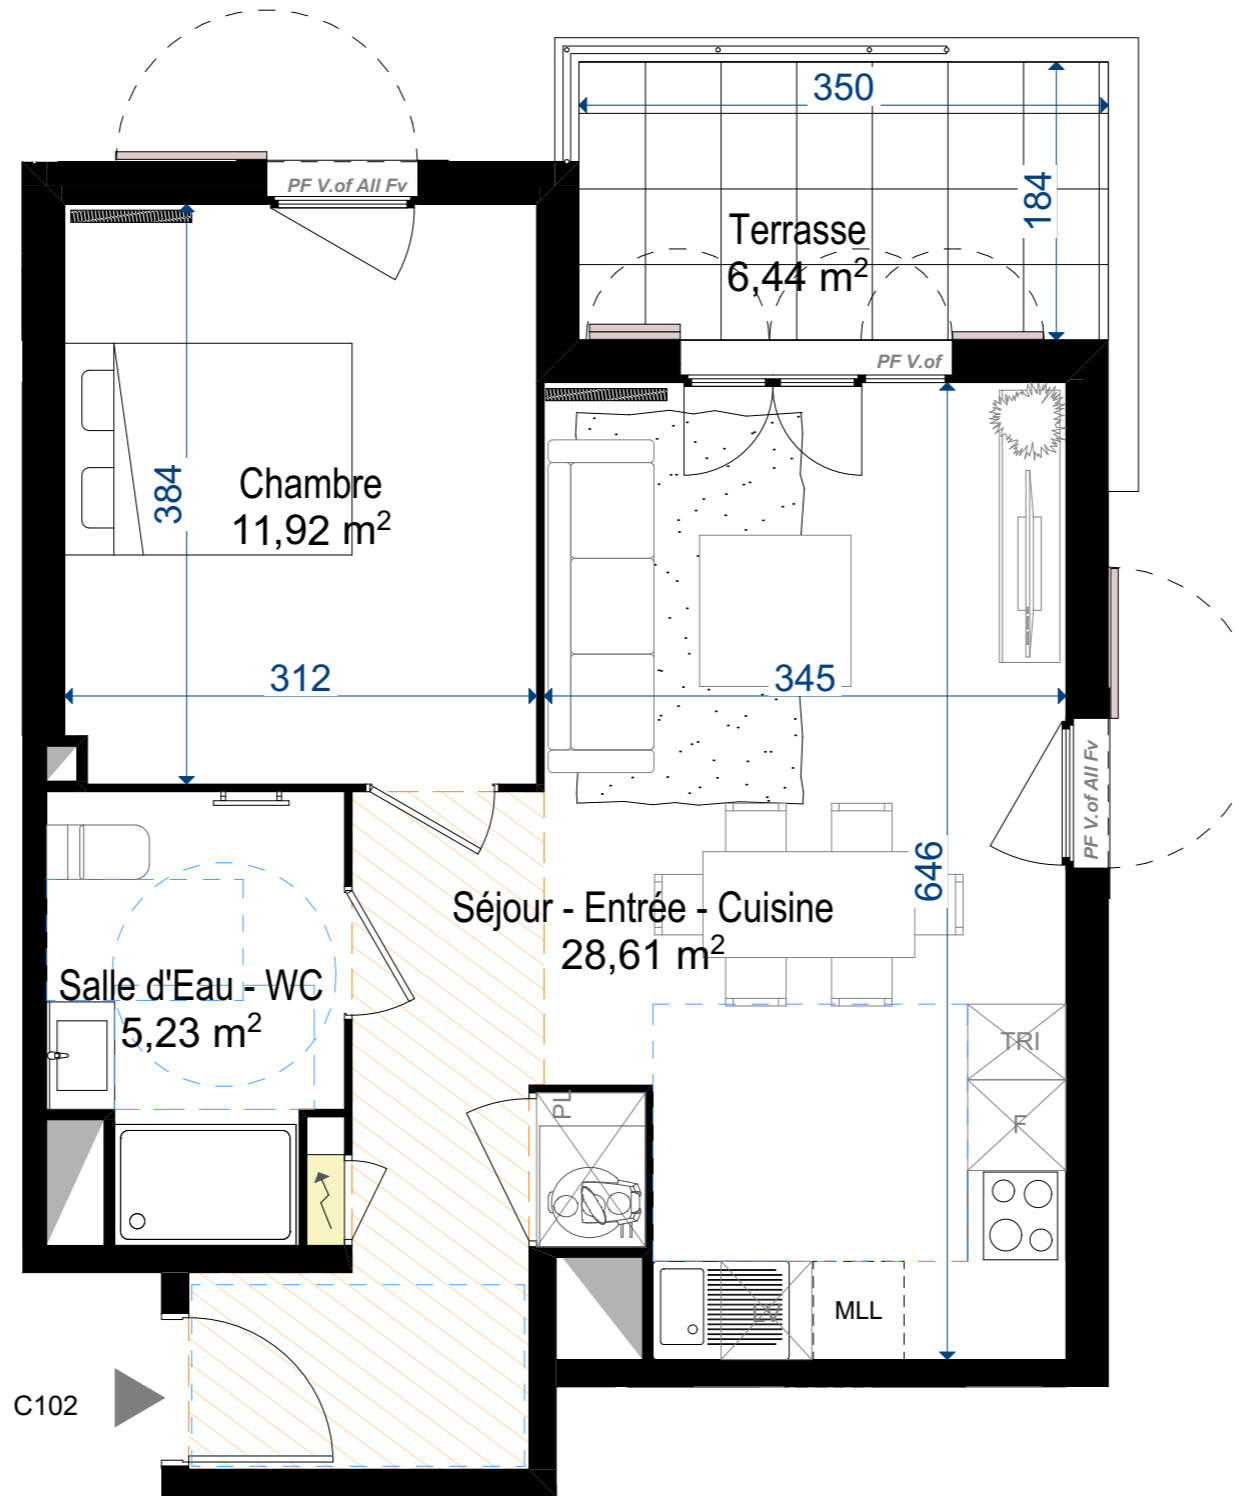 350
PF V.of All Fv
184
Terrasse
6,44 m²
PF V.of
384
Chambre
11,92 m²
312
345
PF V.of All Fv
646
Séjour - Entrée - Cuisine
28,61 m²
Salle d'Eau - WC
5,23 m²
TRI
PL
F
MLL
C102